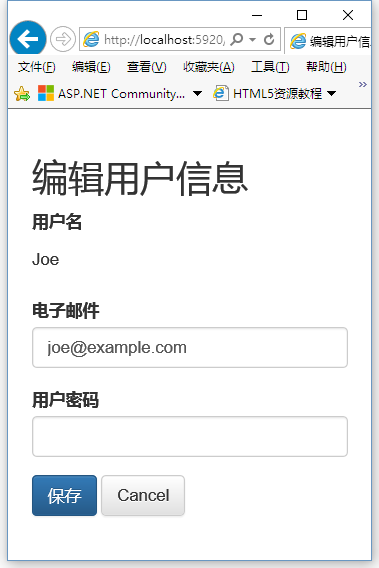 http://localhost:5920,
编辑用户信息
文件(F) 编辑(E) 查看(V) 收藏夹(A) 工具(T) 帮助(H)
ASP.NET Community... HTML5资源教程
编辑用户信息
用户名
Joe
电子邮件
joe@example.com
用户密码
保存 Cancel